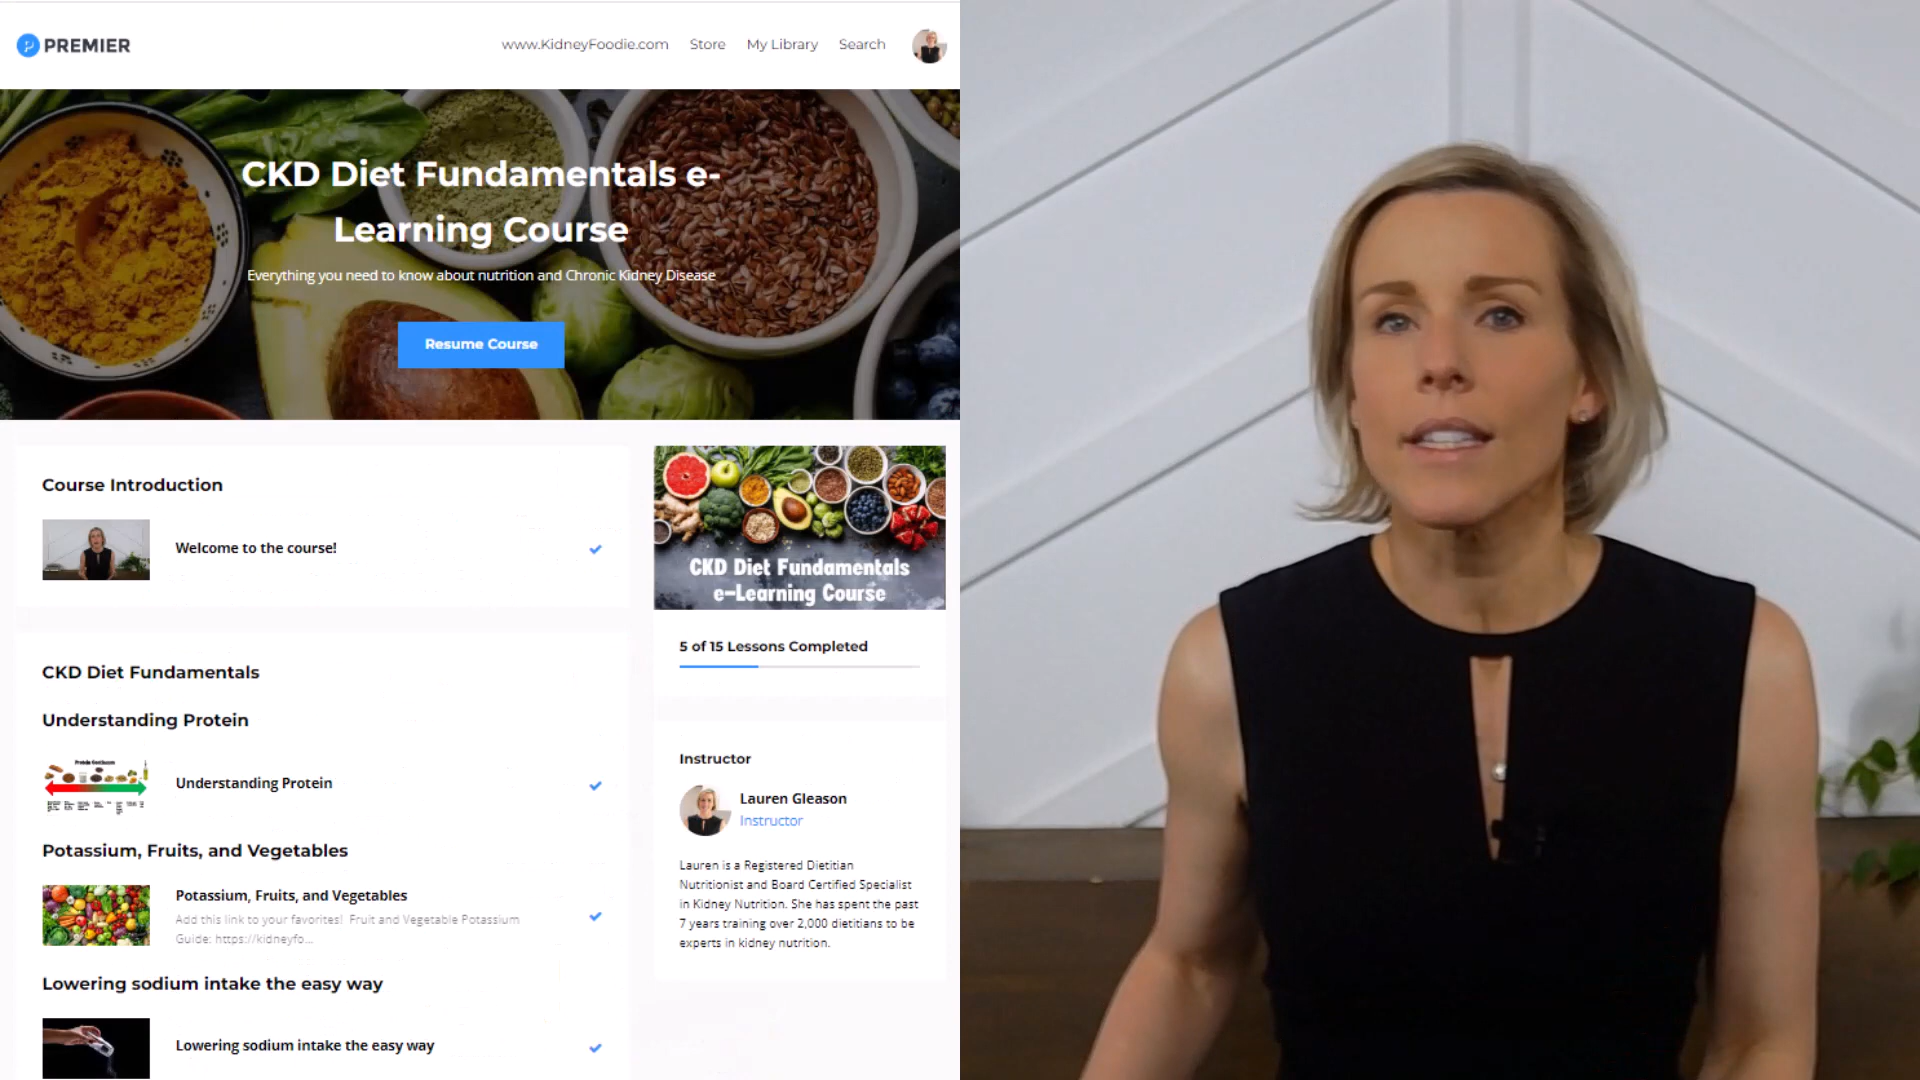 PREMIER
www.KidneyFoodie.com Store My Library Search
CKD Diet Fundamentals e-
Learning Course
Everything you need to know about nutrition and Chronic Kidney Disease
Resume Course
Course Introduction
Welcome to the course!
CKD Diet Fundamentals
Understanding Protein
Understanding Protein
Potassium, Fruits, and Vegetables
Potassium, Fruits, and Vegetables
Add this link to your favorites! Fruit and Vegetable Potassium
Guide: https://kidneyfo...
Lowering sodium intake the easy way
Lowering sodium intake the easy way
CKD Diet Fundamentals
e-Learning Course
5 of 15 Lessons Completed
Instructor
Lauren Gleason
Instructor
Lauren is a Registered Dietitian
Nutritionist and Board Certified Specialist
in Kidney Nutrition. She has spent the past
7 years training over 2,000 dietitians to be
experts in kidney nutrition.